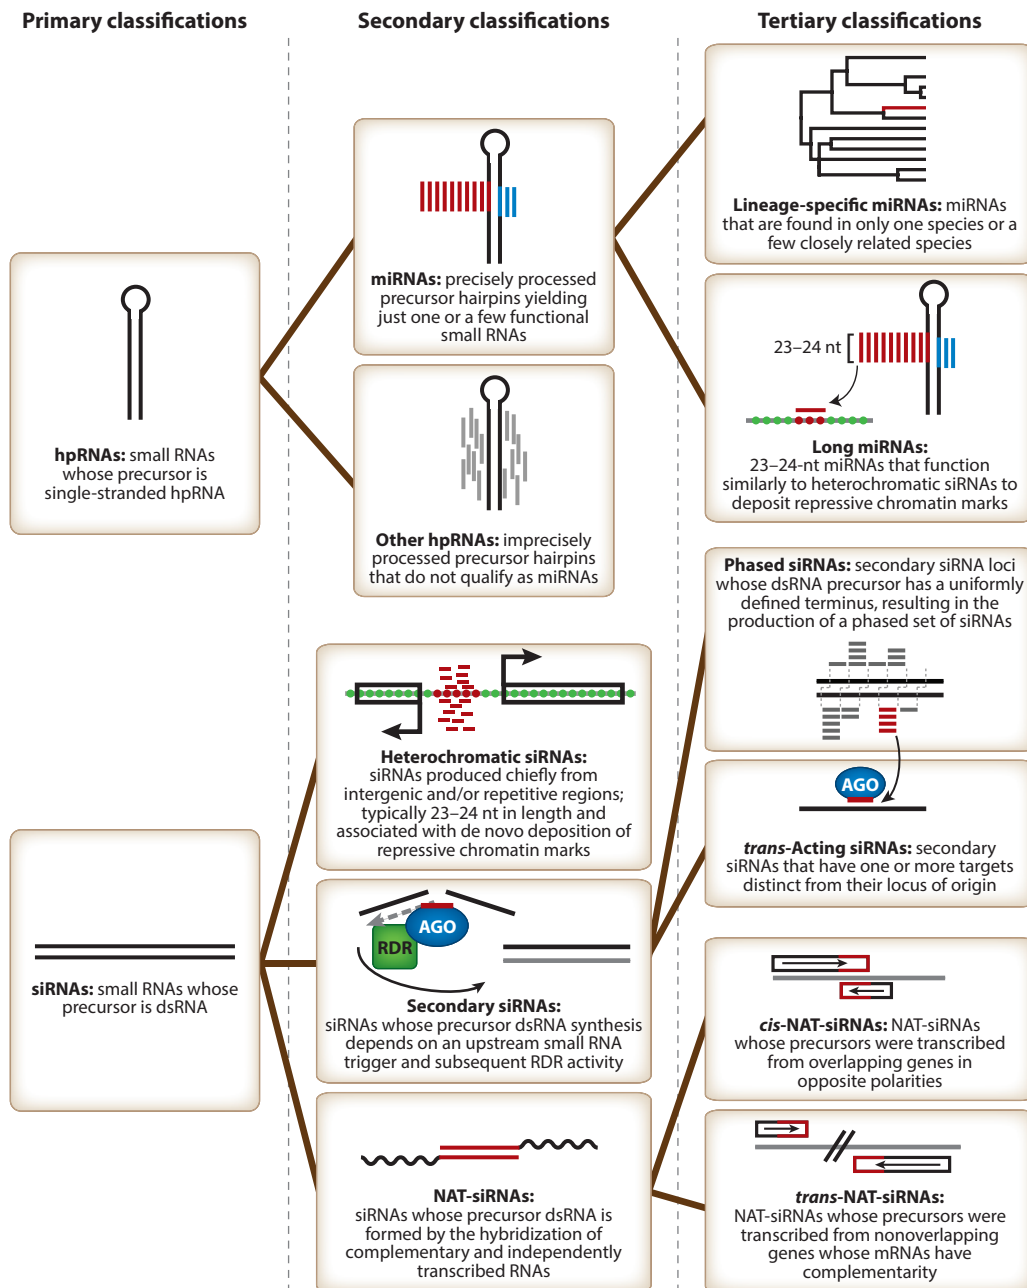 Primary classifications
Secondary classifications
Tertiary classifications
hpRNAs: small RNAs
whose precursor is
single-stranded hpRNA
miRNAs: precisely processed
precursor hairpins yielding
just one or a few functional
small RNAs
Other hpRNAs: imprecisely
processed precursor hairpins
that do not qualify as miRNAs
Lineage-specific miRNAs: miRNAs
that are found in only one species or a
few closely related species
23–24 nt
Long miRNAs:
23–24-nt miRNAs that function
similarly to heterochromatic siRNAs to
deposit repressive chromatin marks
siRNAs: small RNAs whose
precursor is dsRNA
Heterochromatic siRNAs:
siRNAs produced chiefly from
intergenic and/or repetitive regions;
typically 23–24 nt in length and
associated with de novo deposition of
repressive chromatin marks
AGO
RDR
Secondary siRNAs:
siRNAs whose precursor dsRNA synthesis
depends on an upstream small RNA
trigger and subsequent RDR activity
NAT-siRNAs:
siRNAs whose precursor dsRNA is
formed by the hybridization of
complementary and independently
transcribed RNAs
Phased siRNAs: secondary siRNA loci
whose dsRNA precursor has a uniformly
defined terminus, resulting in the
production of a phased set of siRNAs
AGO
trans-Acting siRNAs: secondary
siRNAs that have one or more targets
distinct from their locus of origin
cis-NAT-siRNAs: NAT-siRNAs
whose precursors were transcribed
from overlapping genes in
opposite polarities
trans-NAT-siRNAs:
NAT-siRNAs whose precursors were
transcribed from nonoverlapping
genes whose mRNAs have
complementarity